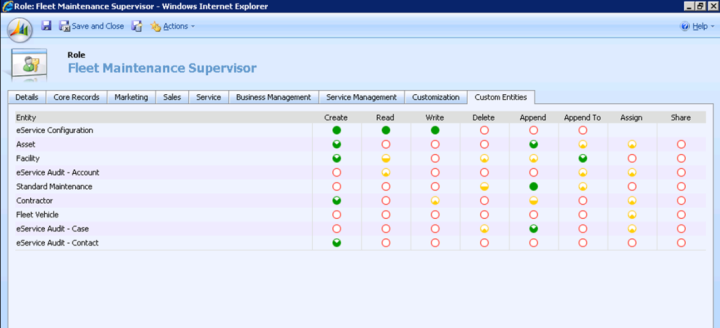 Role: Fleet Maintenance Supervisor - Windows Internet Explorer
Save and Close Actions Help
Role
Fleet Maintenance Supervisor
Details Core Records Marketing Sales Service Business Management Service Management Customization Custom Entities
Entity Create Read Write Delete Append Append To Assign Share
eService Configuration
Asset
Facility
eService Audit - Account
Standard Maintenance
Contractor
Fleet Vehicle
eService Audit - Case
eService Audit - Contact